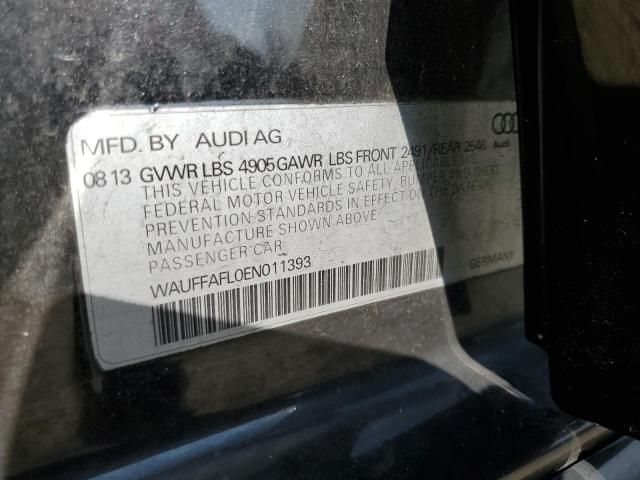 MFD. BY AUDI AG
08 13 GVWR LBS 4905 GAWR LBS FRONT 2491/REAR 2546
THIS VEHICLE CONFORMS TO ALL APPLICABLE U.S.
FEDERAL MOTOR VEHICLE SAFETY, BUMPER AND THEFT
PREVENTION STANDARDS IN EFFECT ON THE DATE OF
MANUFACTURE SHOWN ABOVE
PASSENGER CAR
WAUFFAFL0EN011393
Audi
GERMANY